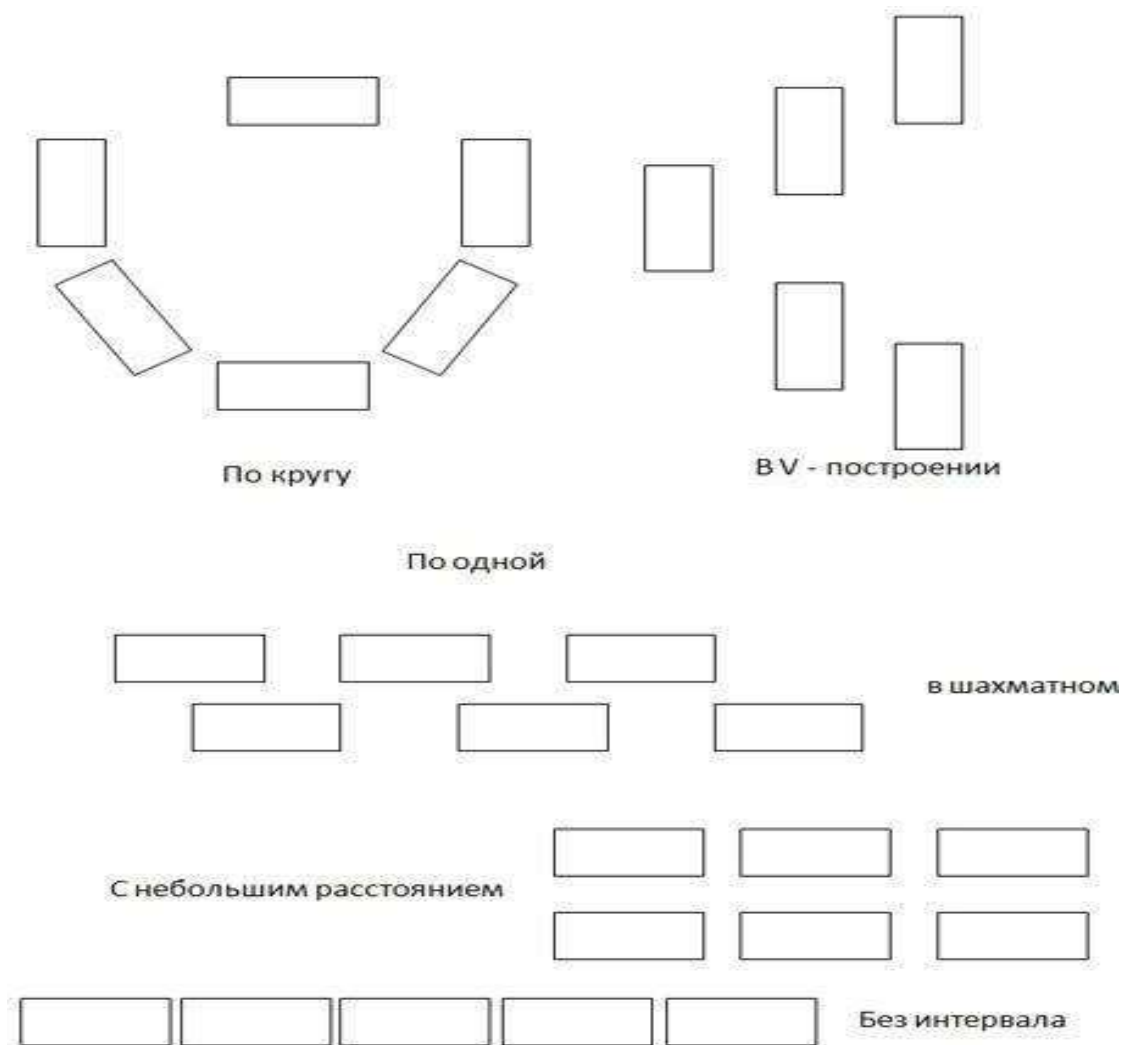 По кругу
В V - построении
По одной
в шахматном
С небольшим расстоянием
Без интервала